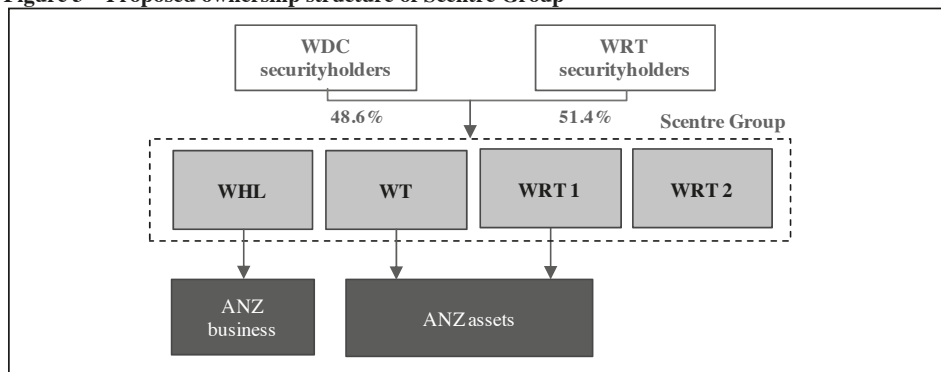 Figure 3 – Proposed ownership structure of Scentre Group
WDC
securityholders
WRT
securityholders
48.6%
51.4%
Scentre Group
WHL
WT
WRT 1
WRT 2
ANZ
business
ANZ assets